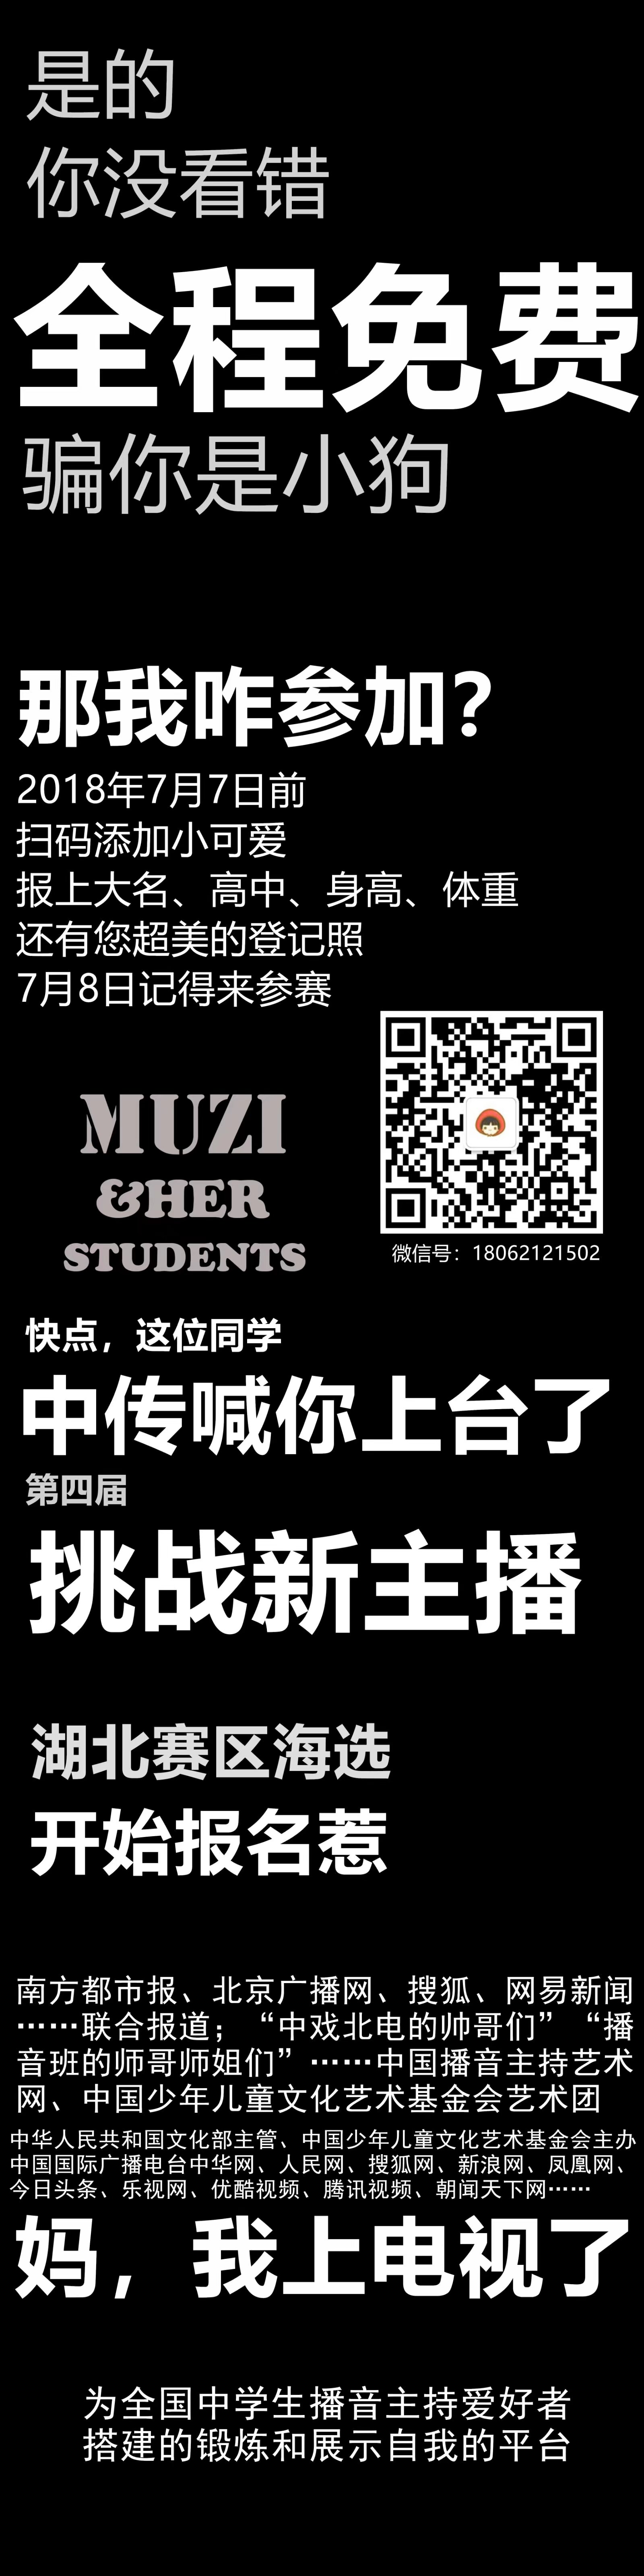 是的
你没看错
全程免费
骗你是小狗
那我咋参加？
2018年7月7日前
扫码添加小可爱
报上大名、高中、身高、体重
还有您超美的登记照
7月8日记得来参赛
MUZI
&HER
STUDENTS
微信号：18062121502
快点，这位同学
中传喊你上台了
第四届
挑战新主播
湖北赛区海选
开始报名惹
南方都市报、北京广播网、搜狐、网易新闻
……联合报道；“中戏北电的帅哥们”“播
音班的师哥师姐们”……中国播音主持艺术
网、中国少年儿童文化艺术基金会艺术团
中华人民共和国文化部主管、中国少年儿童文化艺术基金会主办
中国国际广播电台中华网、人民网、搜狐网、新浪网、凤凰网、
今日头条、乐视网、优酷视频、腾讯视频、朝闻天下网……
妈，我上电视了
为全国中学生播音主持爱好者
搭建的锻炼和展示自我的平台